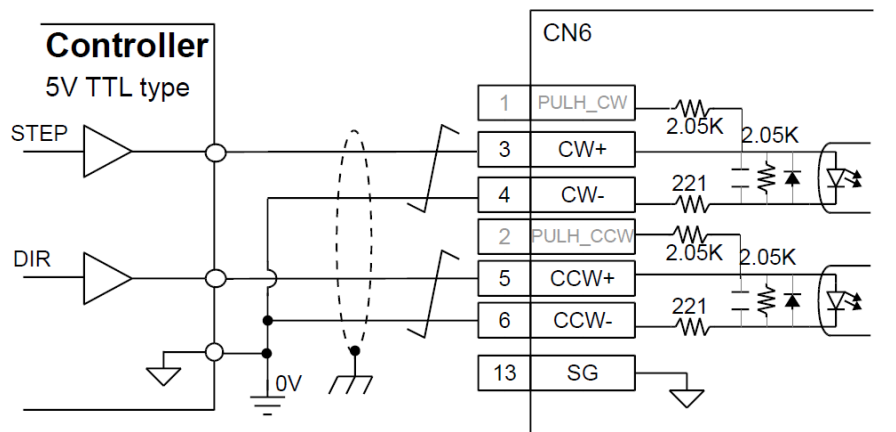 Controller
5V TTL type
STEP
DIR
0V
CN6
1 PULH_CW
2.05K
3 CW+
2.05K
4 CW-
221
2 PULH_CCW
2.05K
5 CCW+
2.05K
6 CCW-
221
13 SG